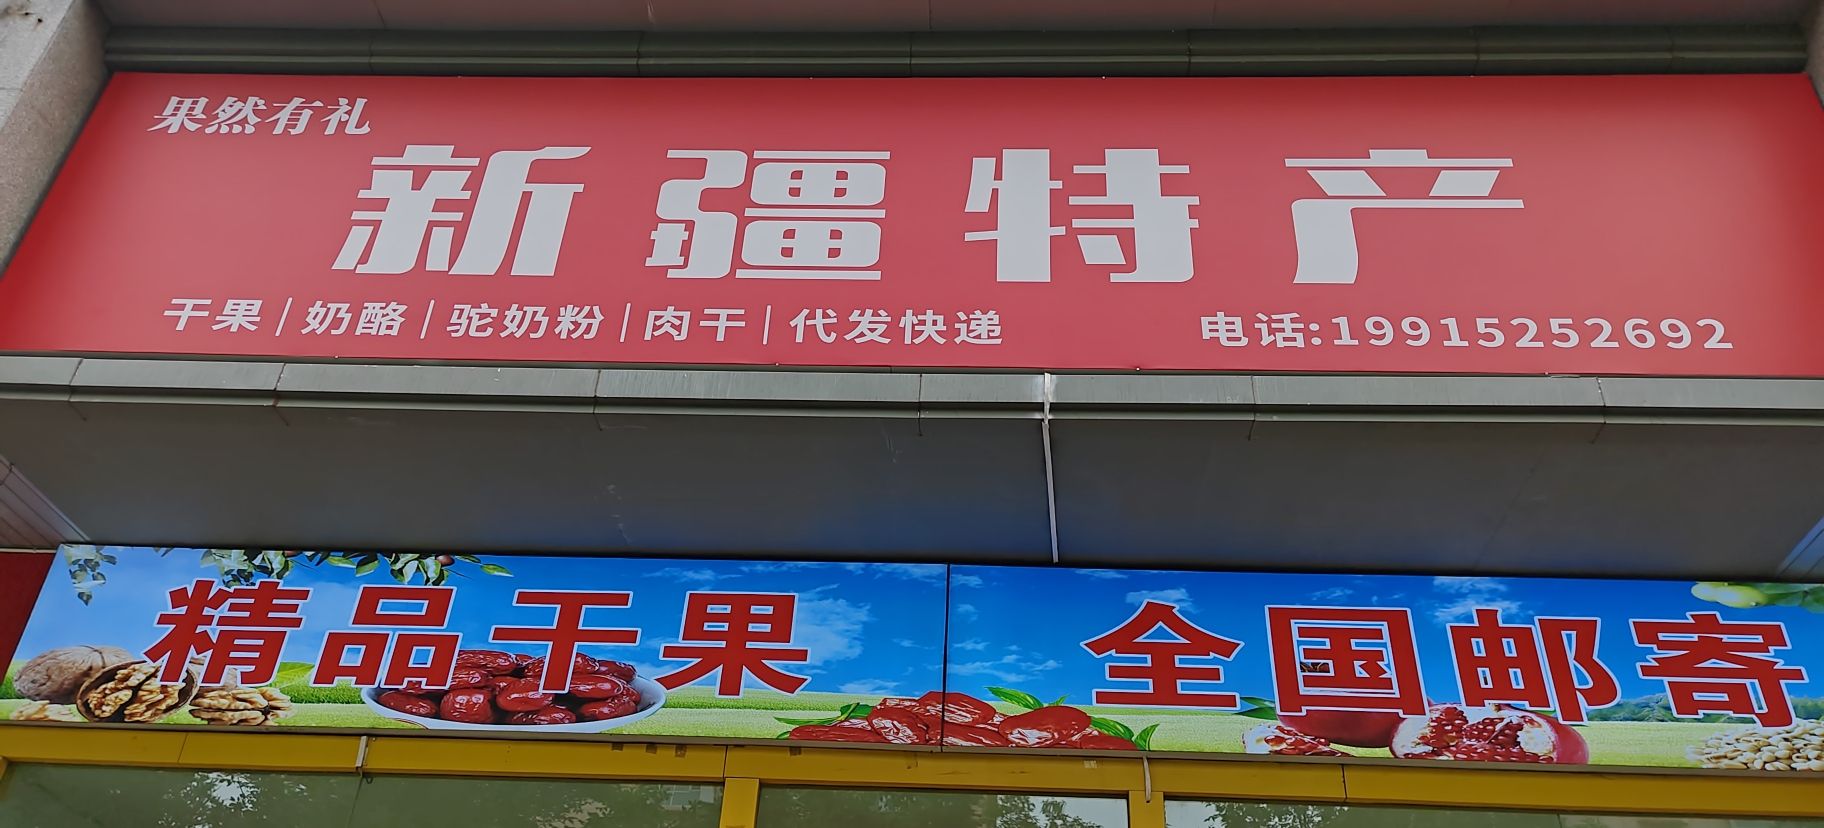 果然有礼
新疆特产
干果|奶酪|驼奶粉|肉干|代发快递
电话:19915252692
精品干果
全国邮寄